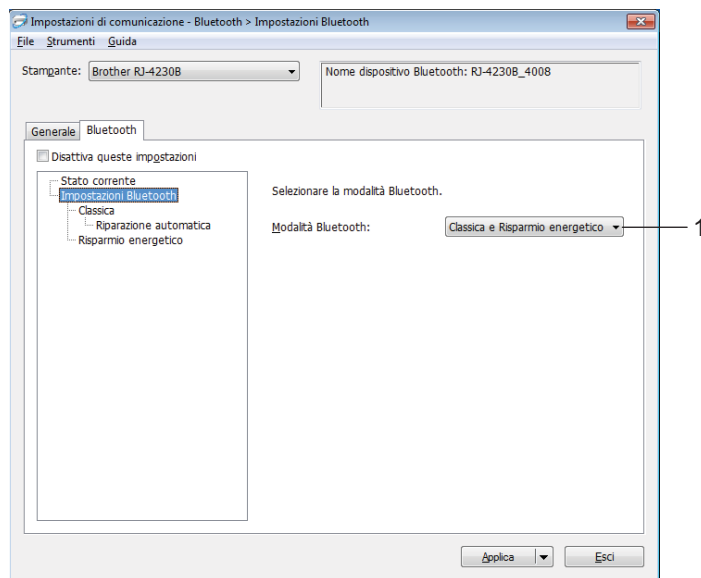 Impostazioni di comunicazione - Bluetooth > Impostazioni Bluetooth
File Strumenti Guida
Stampante: Brother RJ-4230B
Nome dispositivo Bluetooth: RJ-4230B_4008
Generale Bluetooth
Disattiva queste impostazioni
Stato corrente
Impostazioni Bluetooth
Classica
Riparazione automatica
Risparmio energetico
Selezionare la modalità Bluetooth.
Modalità Bluetooth: Classica e Risparmio energetico
1
Applica Esci